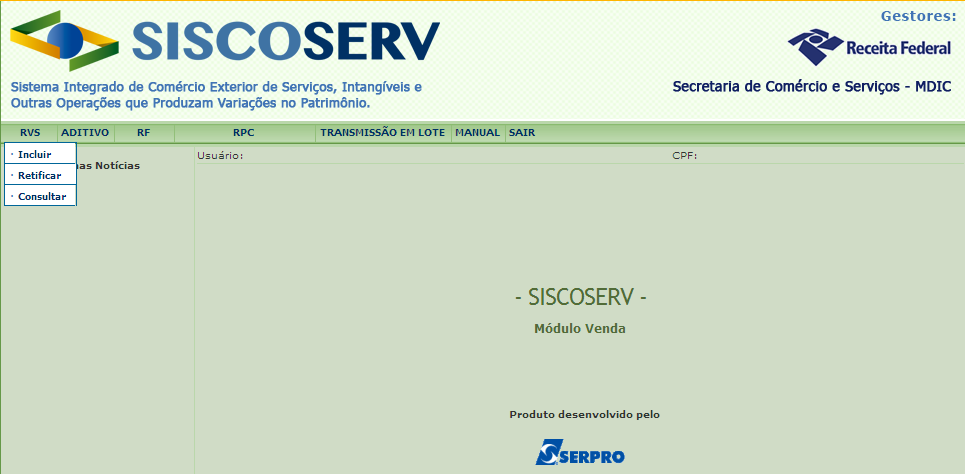 Gestores:
SISCOSERV
Receita Federal
Sistema Integrado de Comércio Exterior de Serviços, Intangíveis e
Outras Operações que Produzam Variações no Patrimônio.
Secretaria de Comércio e Serviços - MDIC
RVS ADITIVO RF RPC TRANSMISSÃO EM LOTE MANUAL SAIR
· Incluir
· Retificar
· Consultar
as Notícias
Usuário: CPF:
- SISCOSERV -
Módulo Venda
Produto desenvolvido pelo
SERPRO